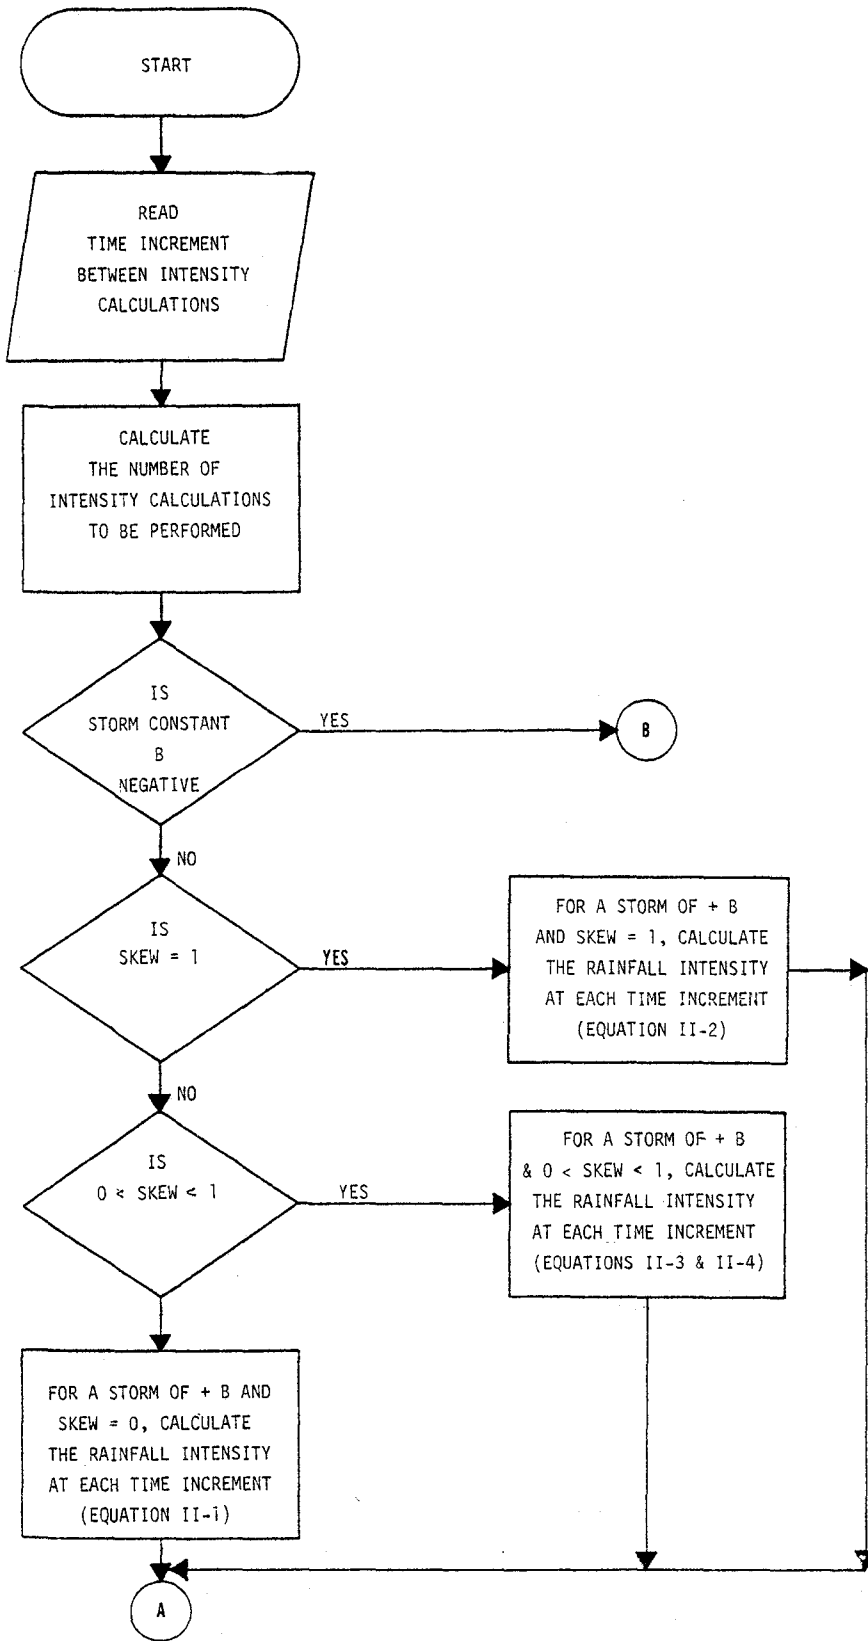 START
READ
TIME INCREMENT
BETWEEN INTENSITY
CALCULATIONS
CALCULATE
THE NUMBER OF
INTENSITY CALCULATIONS
TO BE PERFORMED
IS
STORM CONSTANT
B
NEGATIVE
YES
B
NO
IS
SKEW = 1
YES
FOR A STORM OF + B
AND SKEW = 1, CALCULATE
THE RAINFALL INTENSITY
AT EACH TIME INCREMENT
(EQUATION II-2)
NO
IS
0 < SKEW < 1
YES
FOR A STORM OF + B
& 0 < SKEW < 1, CALCULATE
THE RAINFALL INTENSITY
AT EACH TIME INCREMENT
(EQUATIONS II-3 & II-4)
FOR A STORM OF + B AND
SKEW = 0, CALCULATE
THE RAINFALL INTENSITY
AT EACH TIME INCREMENT
(EQUATION II-1)
A